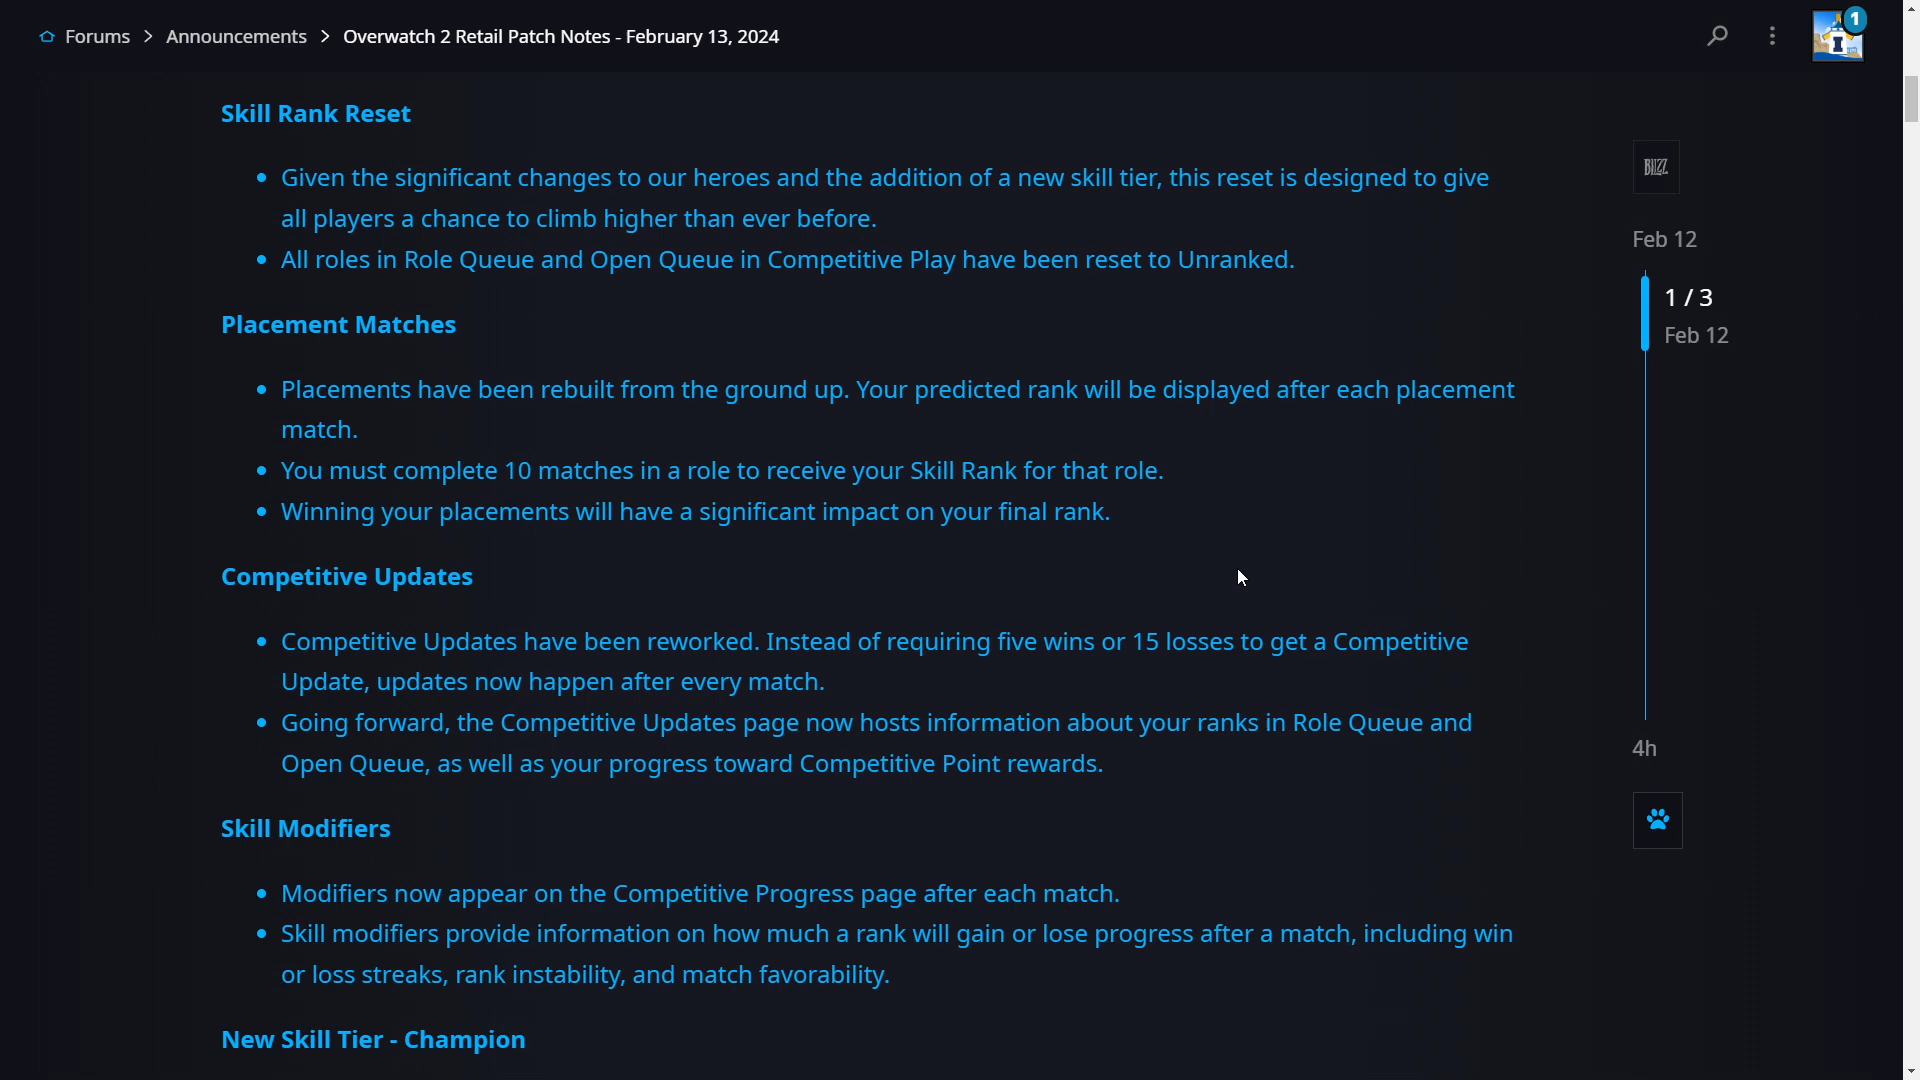 Forums > Announcements > Overwatch 2 Retail Patch Notes - February 13, 2024
1
Skill Rank Reset
• Given the significant changes to our heroes and the addition of a new skill tier, this reset is designed to give
all players a chance to climb higher than ever before.
• All roles in Role Queue and Open Queue in Competitive Play have been reset to Unranked.
Placement Matches
• Placements have been rebuilt from the ground up. Your predicted rank will be displayed after each placement
match.
• You must complete 10 matches in a role to receive your Skill Rank for that role.
• Winning your placements will have a significant impact on your final rank.
Competitive Updates
• Competitive Updates have been reworked. Instead of requiring five wins or 15 losses to get a Competitive
Update, updates now happen after every match.
• Going forward, the Competitive Updates page now hosts information about your ranks in Role Queue and
Open Queue, as well as your progress toward Competitive Point rewards.
Skill Modifiers
• Modifiers now appear on the Competitive Progress page after each match.
• Skill modifiers provide information on how much a rank will gain or lose progress after a match, including win
or loss streaks, rank instability, and match favorability.
New Skill Tier - Champion
BLIZZ
Feb 12
1 / 3
Feb 12
4h
I